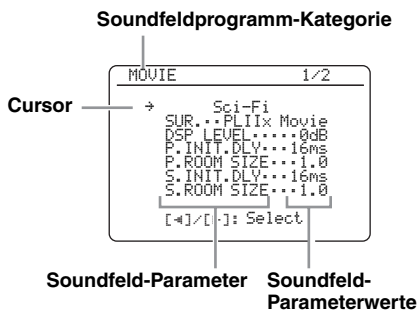 Soundfeldprogramm-Kategorie
MOVIE 1/2
Cursor
→ Sci-Fi
SUR.··PLIIx Movie
DSP LEVEL·····0dB
P.INIT.DLY···16ms
P.ROOM SIZE···1.0
S.INIT.DLY···16ms
S.ROOM SIZE···1.0
[◄]/[►]: Select
Soundfeld-Parameter
Soundfeld-
Parameterwerte